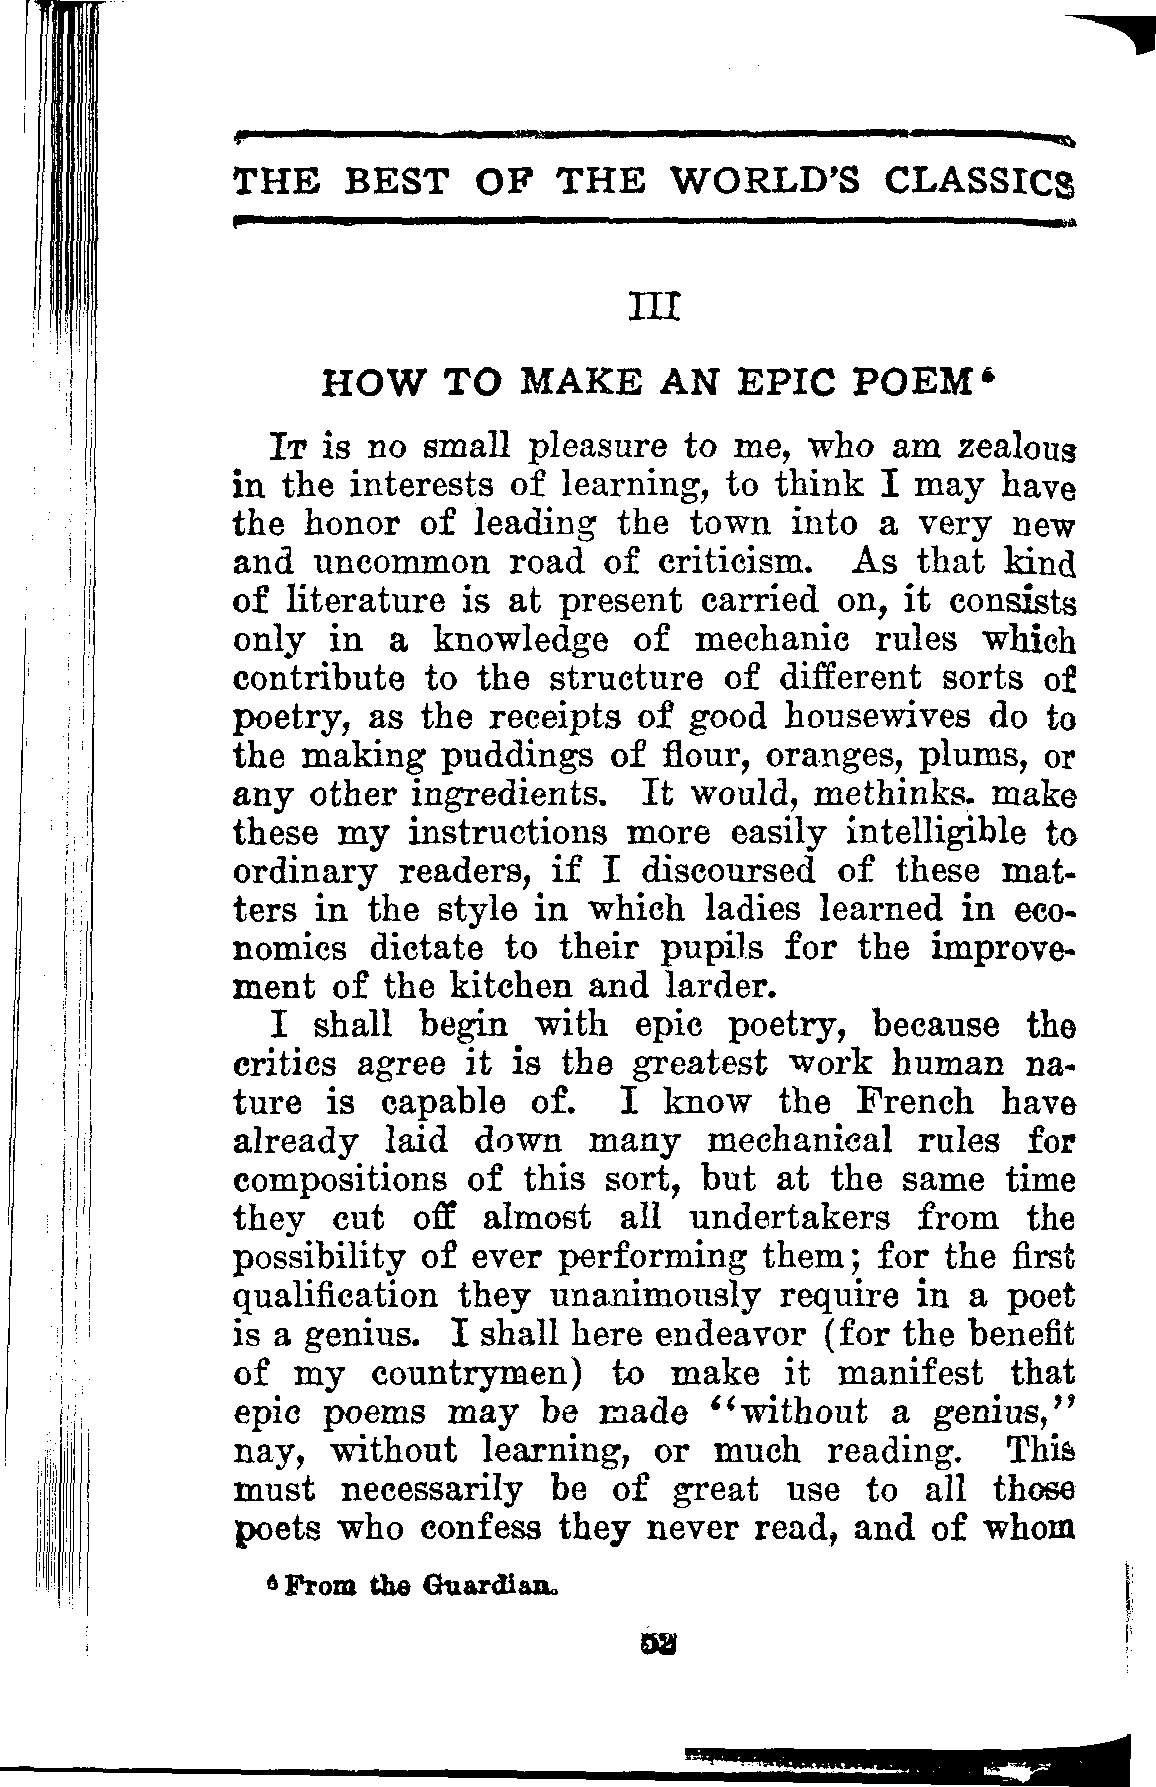 THE BEST OF THE WORLD'S CLASSICS
III
HOW TO MAKE AN EPIC POEM⁶
IT is no small pleasure to me, who am zealous
in the interests of learning, to think I may have
the honor of leading the town into a very new
and uncommon road of criticism. As that kind
of literature is at present carried on, it consists
only in a knowledge of mechanic rules which
contribute to the structure of different sorts of
poetry, as the receipts of good housewives do to
the making puddings of flour, oranges, plums, or
any other ingredients. It would, methinks. make
these my instructions more easily intelligible to
ordinary readers, if I discoursed of these mat-
ters in the style in which ladies learned in eco-
nomics dictate to their pupils for the improve-
ment of the kitchen and larder.
I shall begin with epic poetry, because the
critics agree it is the greatest work human na-
ture is capable of. I know the French have
already laid down many mechanical rules for
compositions of this sort, but at the same time
they cut off almost all undertakers from the
possibility of ever performing them; for the first
qualification they unanimously require in a poet
is a genius. I shall here endeavor (for the benefit
of my countrymen) to make it manifest that
epic poems may be made "without a genius,"
nay, without learning, or much reading. This
must necessarily be of great use to all those
poets who confess they never read, and of whom
⁶ From the Guardian.
52